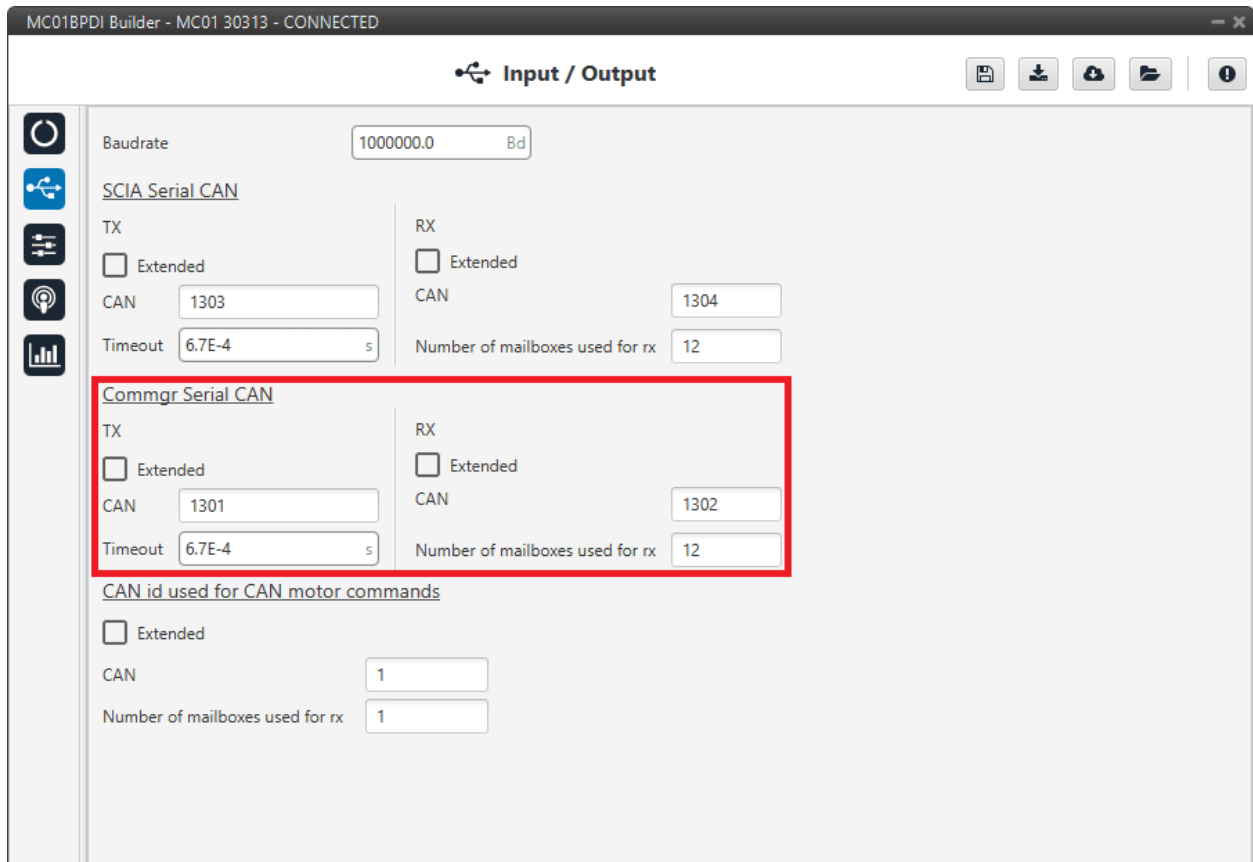 MC01BPDI Builder - MC01 30313 - CONNECTED
Input / Output
Baudrate 1000000.0 Bd
SCIA Serial CAN
TX
Extended
CAN 1303
Timeout 6.7E-4 s
RX
Extended
CAN 1304
Number of mailboxes used for rx 12
Commgr Serial CAN
TX
Extended
CAN 1301
Timeout 6.7E-4 s
RX
Extended
CAN 1302
Number of mailboxes used for rx 12
CAN id used for CAN motor commands
Extended
CAN 1
Number of mailboxes used for rx 1